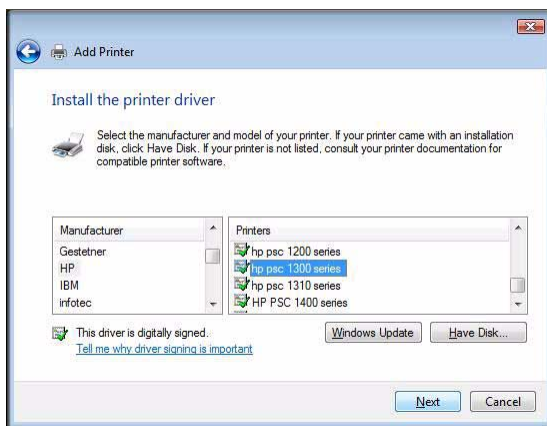 Add Printer
Install the printer driver
Select the manufacturer and model of your printer. If your printer came with an installation
disk, click Have Disk. If your printer is not listed, consult your printer documentation for
compatible printer software.
Manufacturer
Gestetner
HP
IBM
infotec
Printers
hp psc 1200 series
hp psc 1300 series
hp psc 1310 series
HP PSC 1400 series
This driver is digitally signed.
Tell me why driver signing is important
Windows Update
Have Disk...
Next
Cancel